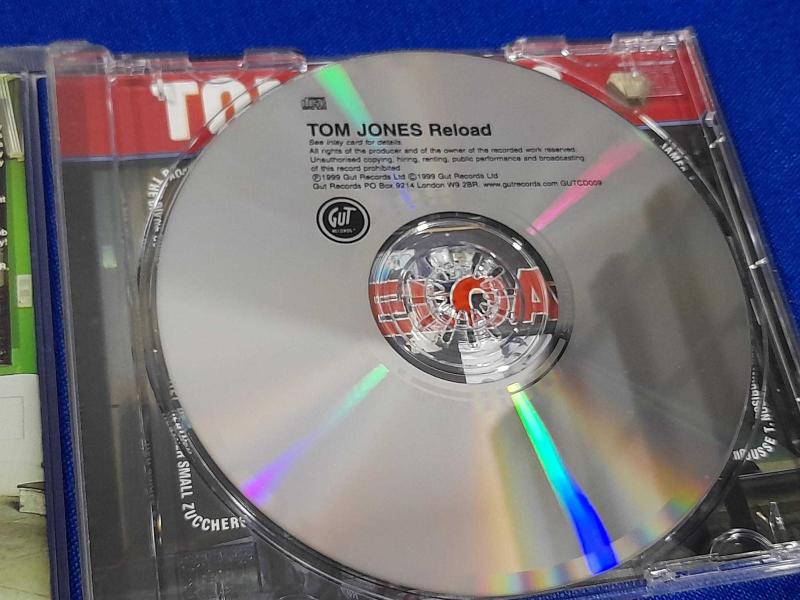 TOM JONES Reload
See inlay card for details.
All rights of the producer and of the owner of the recorded work reserved.
Unauthorised copying, hiring, renting, public performance and broadcasting
of this record prohibited
℗1999 Gut Records Ltd ©1999 Gut Records Ltd
Gut Records PO Box 9214 London W9 2BR. www.gutrecords.com GUTCD009
GUT
RECORDS
SMALL ZUCCHERO